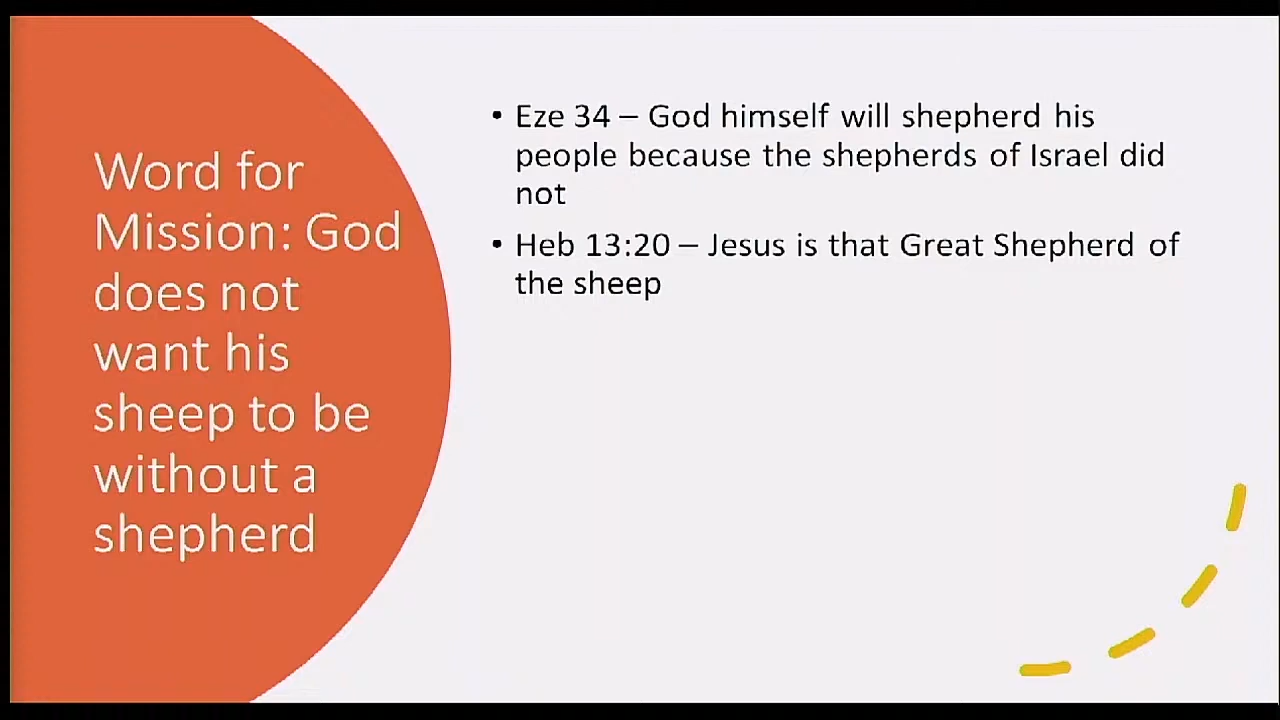 Word for
Mission: God
does not
want his
sheep to be
without a
shepherd
• Eze 34 – God himself will shepherd his
people because the shepherds of Israel did
not
• Heb 13:20 – Jesus is that Great Shepherd of
the sheep